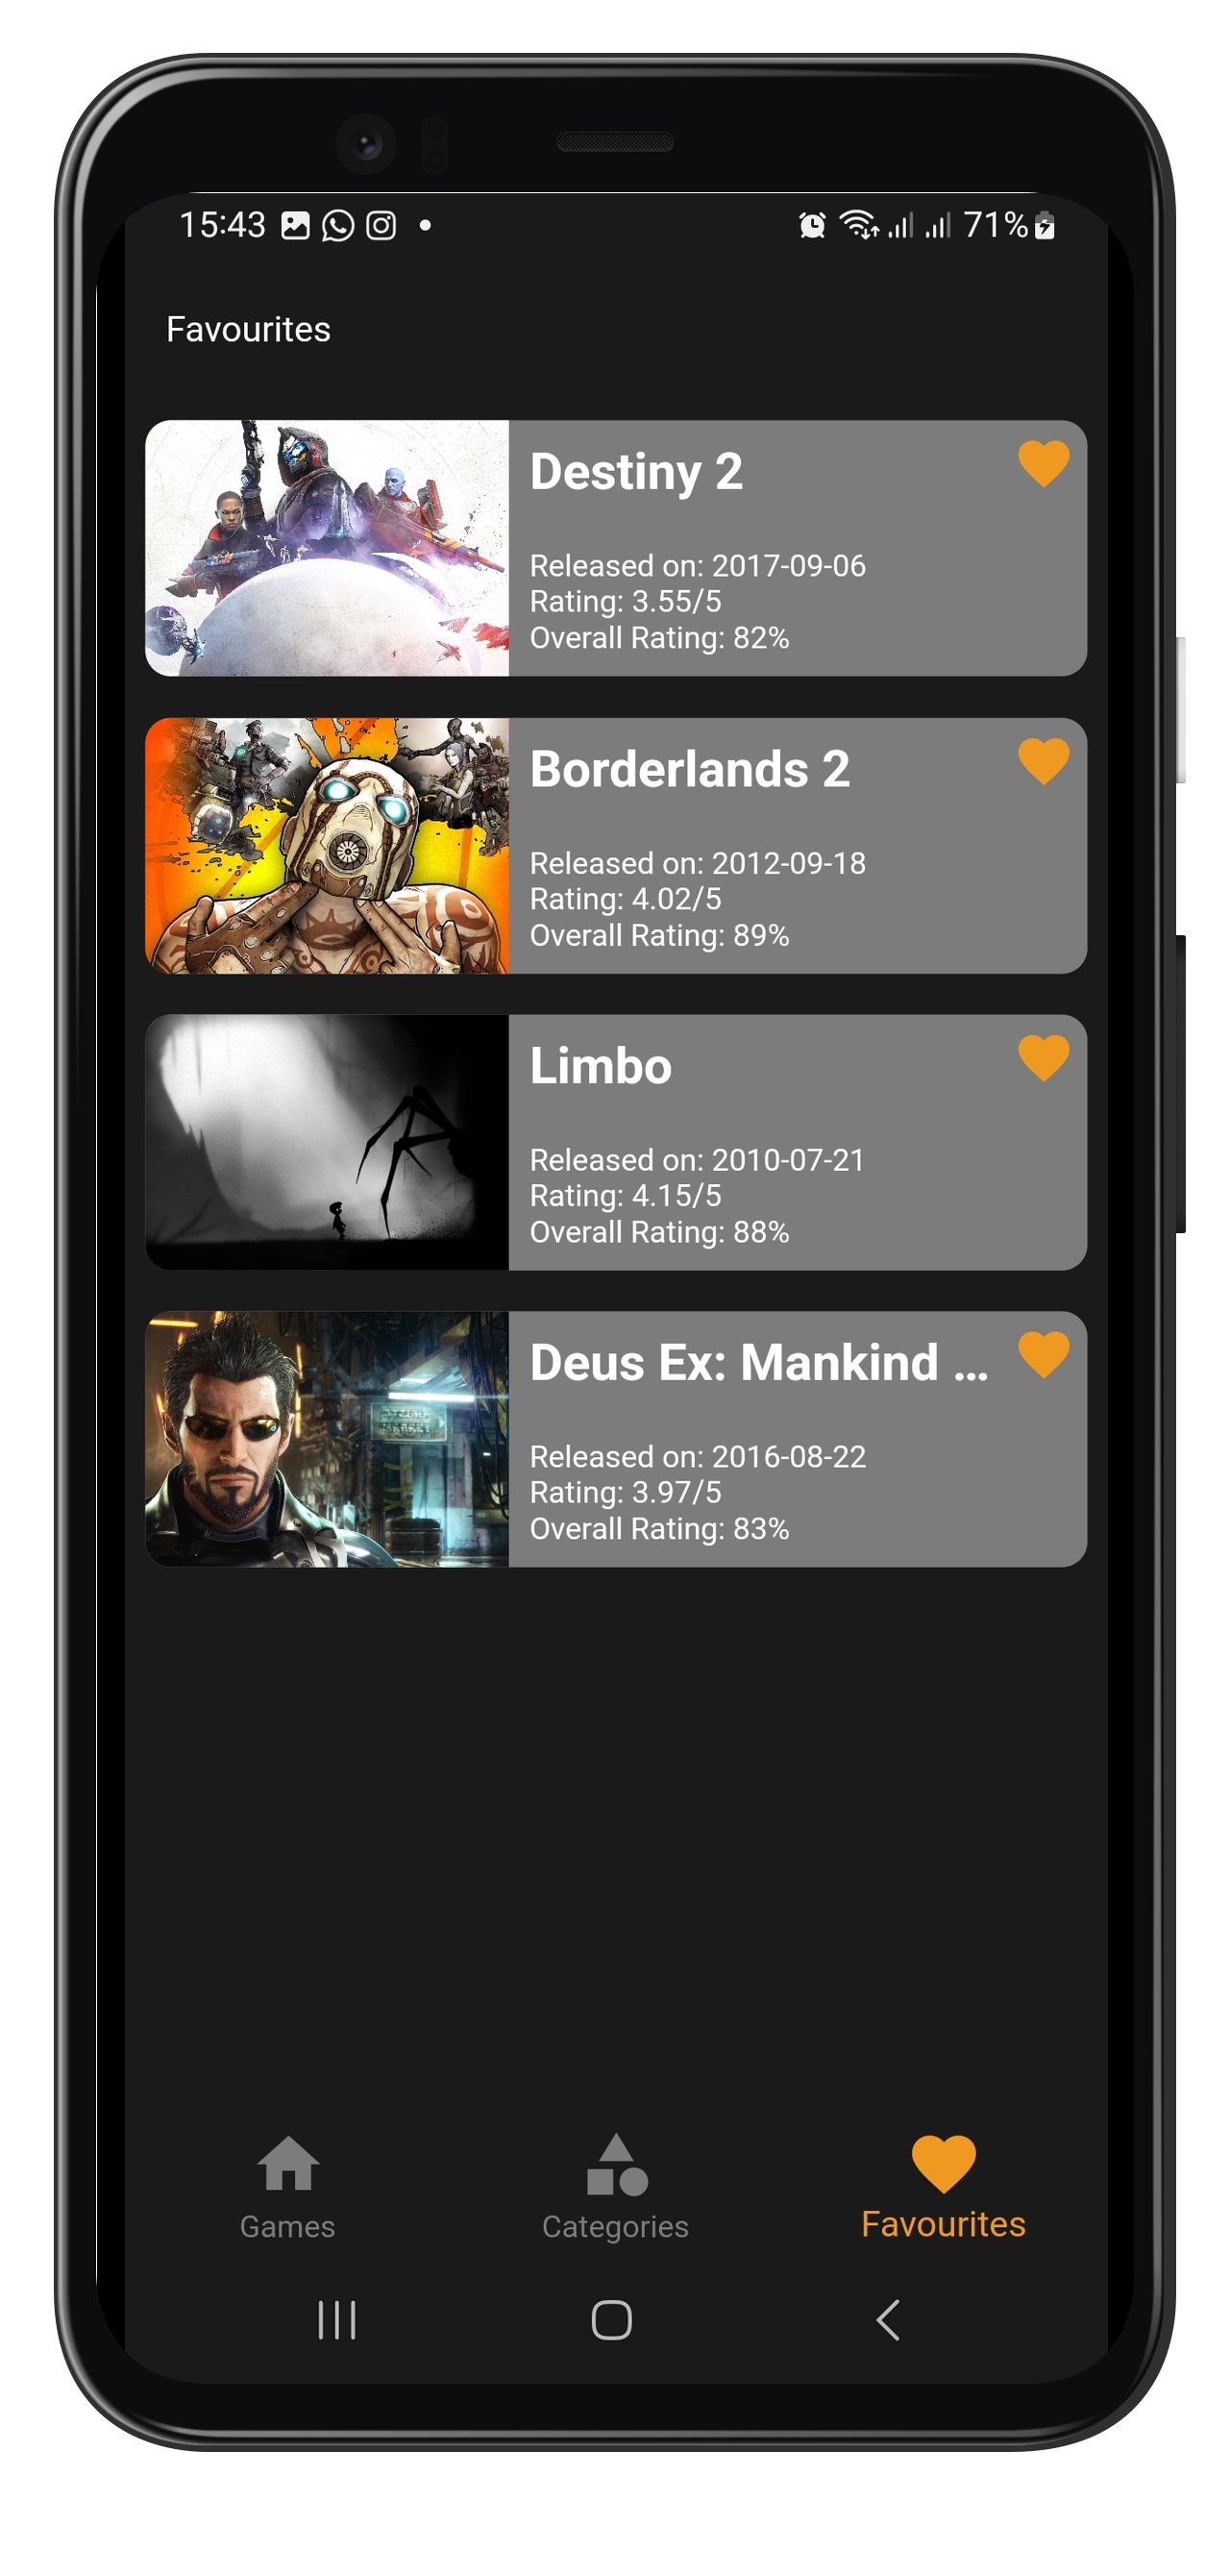 15:43 71%
Favourites
Destiny 2
Released on: 2017-09-06
Rating: 3.55/5
Overall Rating: 82%
Borderlands 2
Released on: 2012-09-18
Rating: 4.02/5
Overall Rating: 89%
Limbo
Released on: 2010-07-21
Rating: 4.15/5
Overall Rating: 88%
Deus Ex: Mankind ...
Released on: 2016-08-22
Rating: 3.97/5
Overall Rating: 83%
Games Categories Favourites